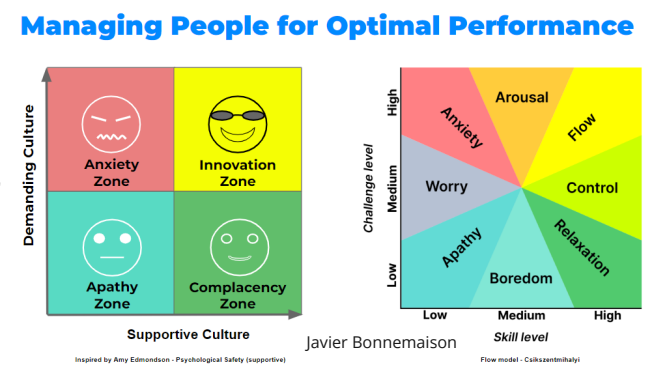 Managing People for Optimal Performance
Demanding Culture
Anxiety
Zone
Innovation
Zone
Apathy
Zone
Complacency
Zone
Supportive Culture
Inspired by Amy Edmondson - Psychological Safety (supportive)
Javier Bonnemaison
Challenge level
High
Medium
Low
Anxiety
Arousal
Flow
Worry
Control
Apathy
Boredom
Relaxation
Low
Medium
High
Skill level
Flow model - Csikszentmihalyi